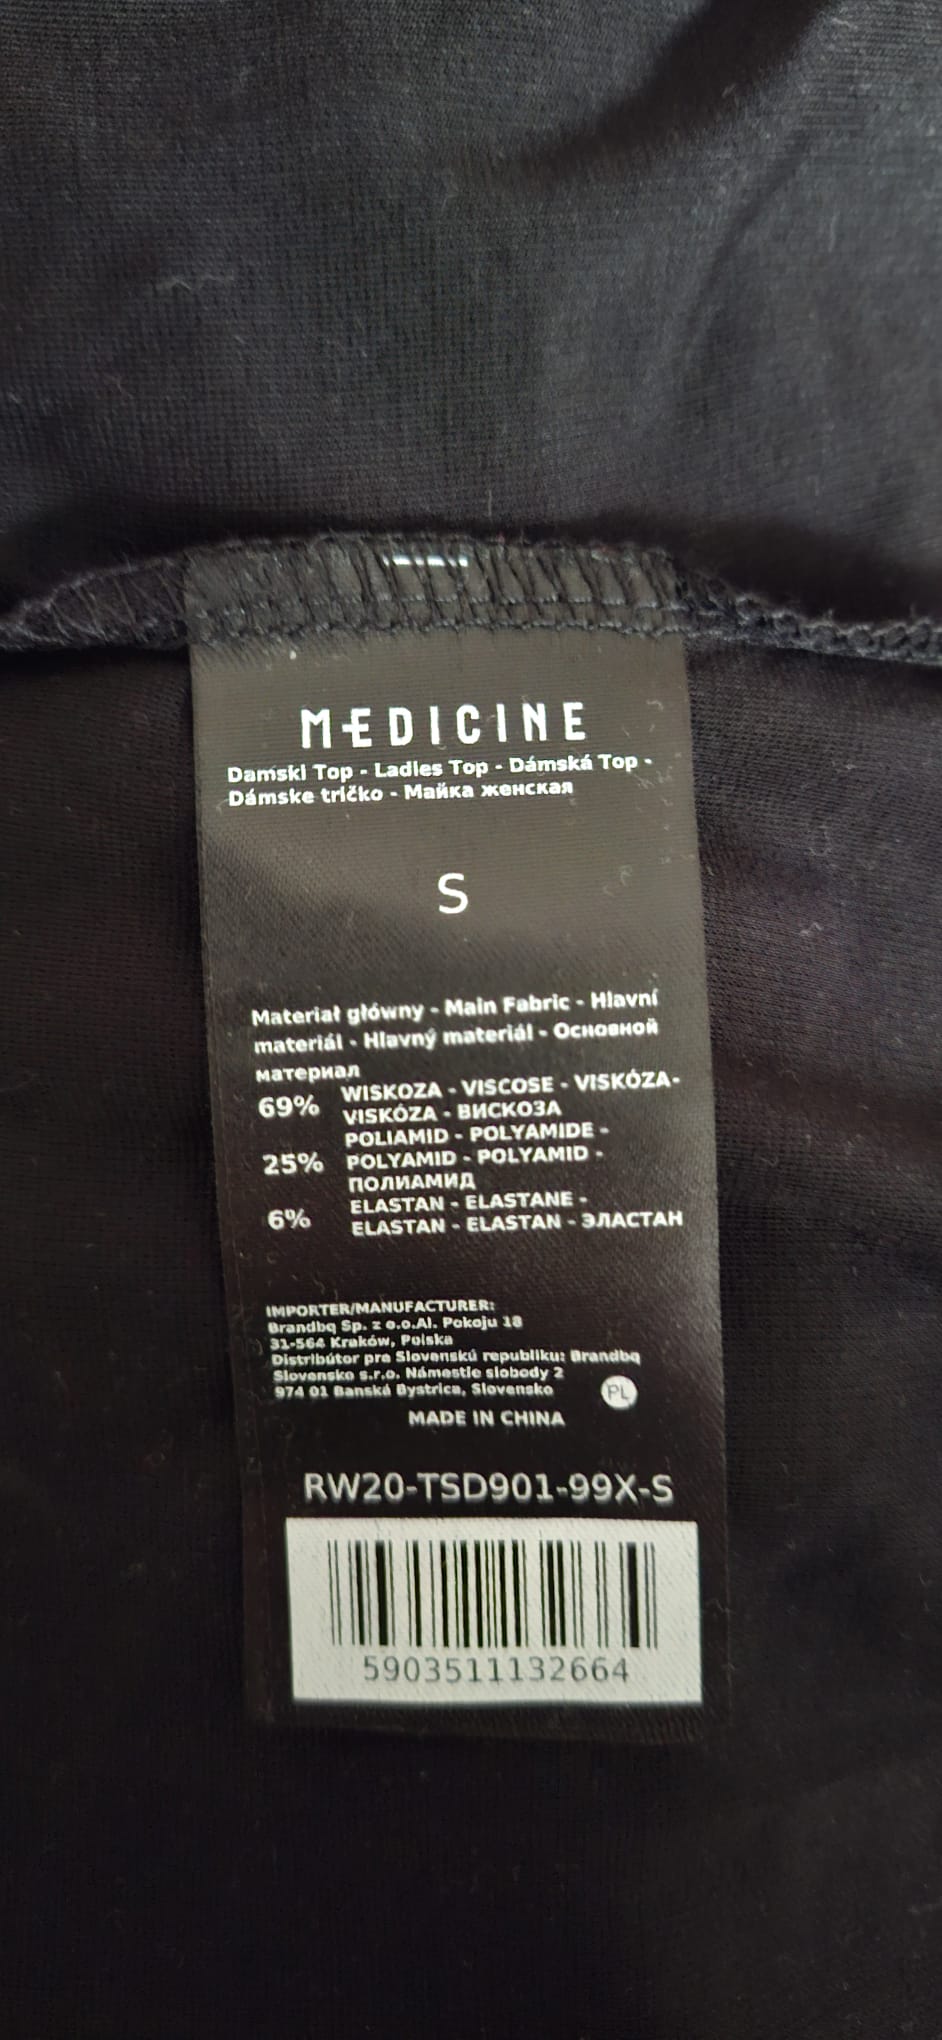 MEDICINE
Damski Top - Ladies Top - Dámská Top -
Dámske tričko - Майка женская
S
Materiał główny - Main Fabric - Hlavní
materiál - Hlavný materiál - Основной
материал
69% WISKOZA - VISCOSE - VISKÓZA-
VISKÓZA - ВИСКОЗА
POLIAMID - POLYAMIDE -
25% POLYAMID - POLYAMID -
ПОЛИАМИД
6% ELASTAN - ELASTANE -
ELASTAN - ELASTAN - ЭЛАСТАН
IMPORTER/MANUFACTURER:
Brandbq Sp. z o.o.Al. Pokoju 18
31-564 Kraków, Polska
Distribútor pre Slovenskú republiku: Brandbq
Slovensko s.r.o. Námestie slobody 2
974 01 Banská Bystrica, Slovensko
PL
MADE IN CHINA
RW20-TSD901-99X-S
5903511132664